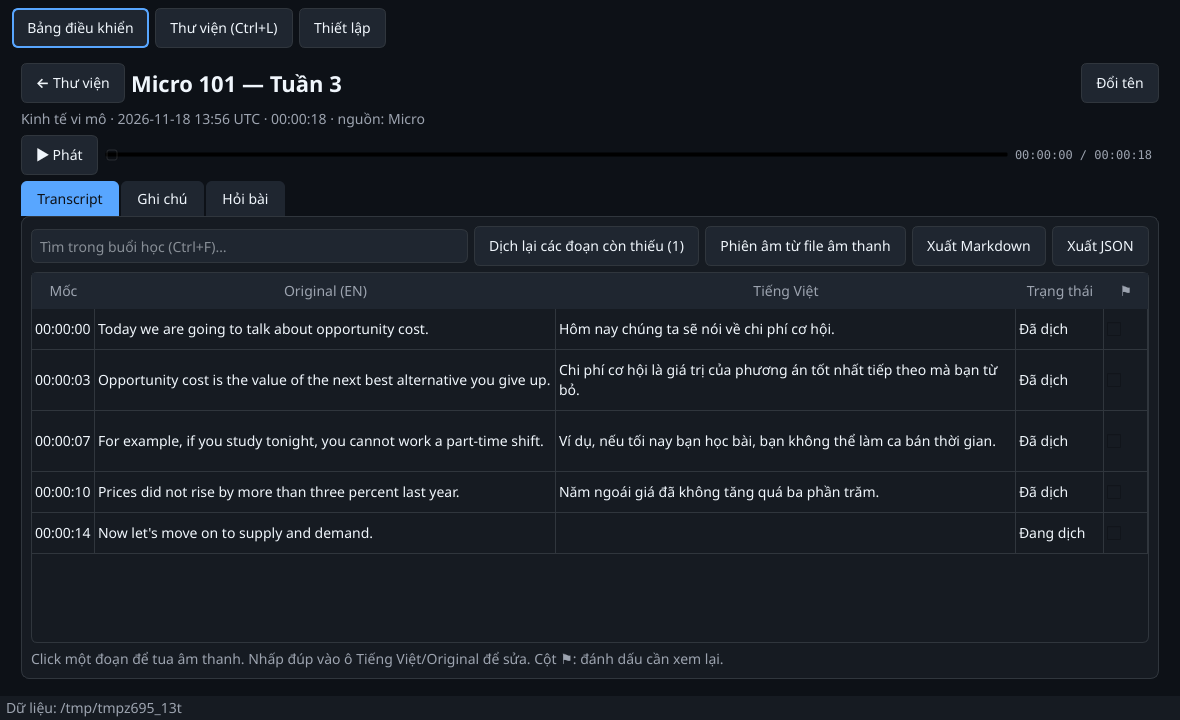 Bảng điều khiển
Thư viện (Ctrl+L)
Thiết lập
← Thư viện
Micro 101 — Tuần 3
Đổi tên
Kinh tế vi mô · 2026-11-18 13:56 UTC · 00:00:18 · nguồn: Micro
▶ Phát
00:00:00 / 00:00:18
Transcript
Ghi chú
Hỏi bài
Tìm trong buổi học (Ctrl+F)…
Dịch lại các đoạn còn thiếu (1)
Phiên âm từ file âm thanh
Xuất Markdown
Xuất JSON
Mốc
Original (EN)
Tiếng Việt
Trạng thái
⚑
00:00:00
Today we are going to talk about opportunity cost.
Hôm nay chúng ta sẽ nói về chi phí cơ hội.
Đã dịch
00:00:03
Opportunity cost is the value of the next best alternative you give up.
Chi phí cơ hội là giá trị của phương án tốt nhất tiếp theo mà bạn từ
bỏ.
Đã dịch
00:00:07
For example, if you study tonight, you cannot work a part-time shift.
Ví dụ, nếu tối nay bạn học bài, bạn không thể làm ca bán thời gian.
Đã dịch
00:00:10
Prices did not rise by more than three percent last year.
Năm ngoái giá đã không tăng quá ba phần trăm.
Đã dịch
00:00:14
Now let's move on to supply and demand.
Đang dịch
Click một đoạn để tua âm thanh. Nhấp đúp vào ô Tiếng Việt/Original để sửa. Cột ⚑: đánh dấu cần xem lại.
Dữ liệu: /tmp/tmpz695_13t